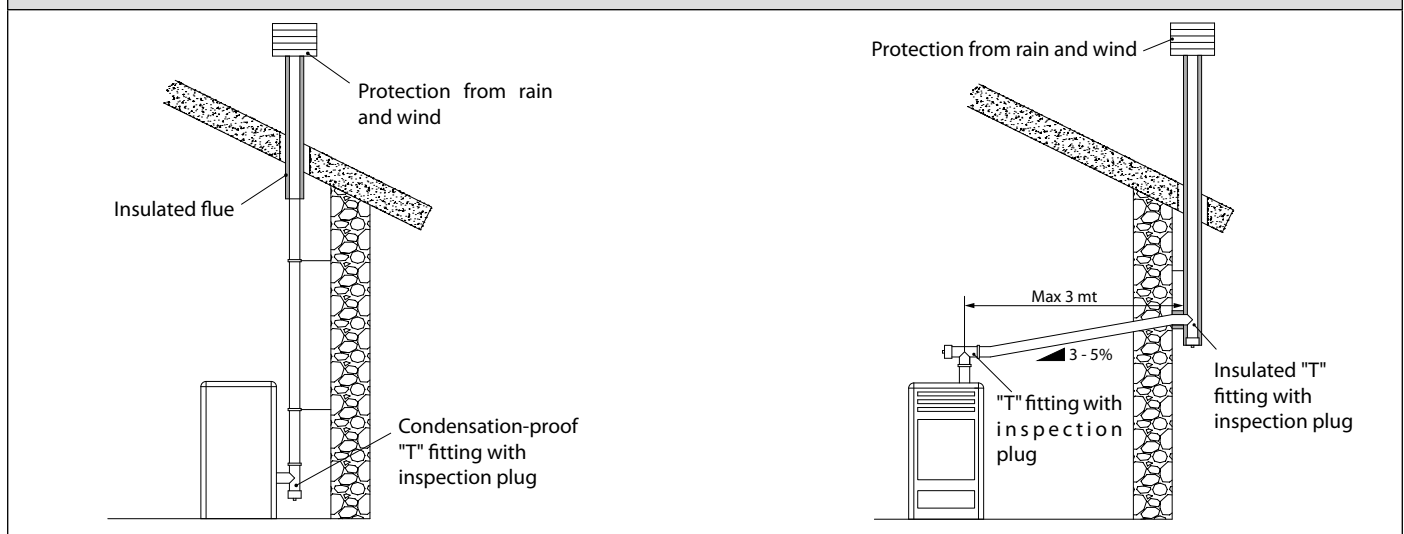 Protection from rain
and wind
Insulated flue
Condensation-proof
"T" fitting with
inspection plug
Protection from rain and wind
Max 3 mt
3 - 5%
"T" fitting with
inspection
plug
Insulated "T"
fitting with
inspection plug